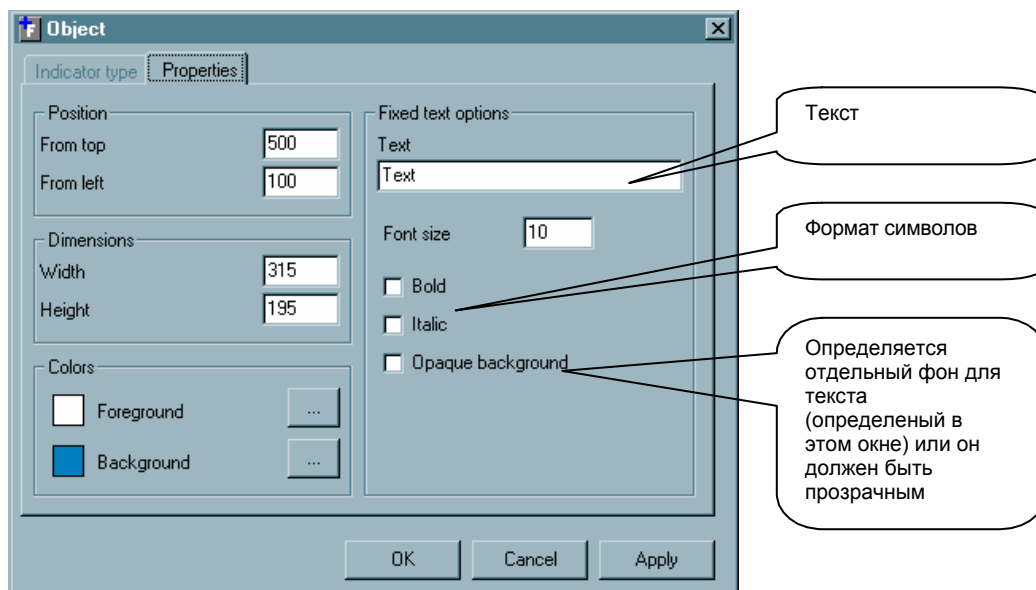 Object
Indicator type Properties
Position
From top 500
From left 100
Dimensions
Width 315
Height 195
Colors
Foreground ...
Background ...
Fixed text options
Text
Text
Font size 10
Bold
Italic
Opaque background
OK Cancel Apply
Текст
Формат символов
Определяется
отдельный фон для
текста
(определеный в
этом окне) или он
должен быть
прозрачным